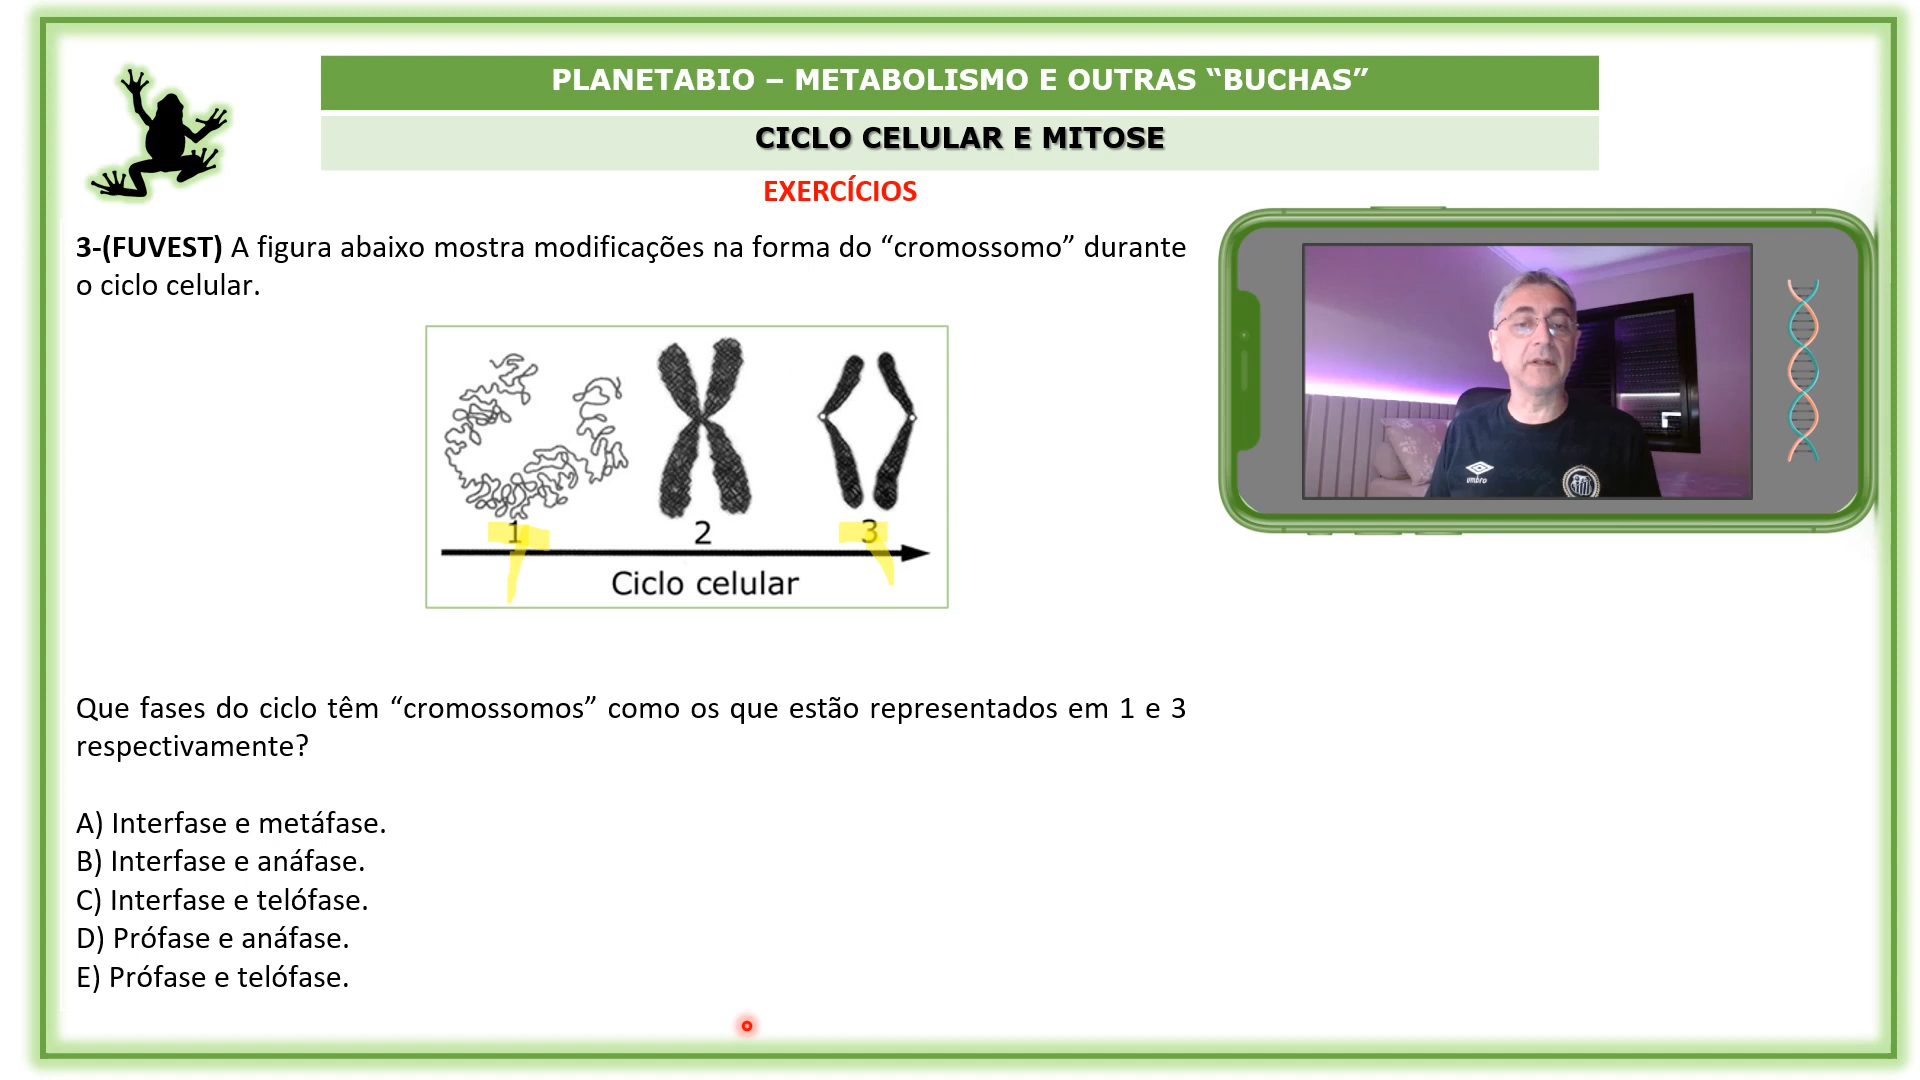 PLANETABIO – METABOLISMO E OUTRAS “BUCHAS”
CICLO CELULAR E MITOSE
EXERCÍCIOS
3-(FUVEST) A figura abaixo mostra modificações na forma do “cromossomo” durante
o ciclo celular.
1
2
3
Ciclo celular
umbro
Que fases do ciclo têm “cromossomos” como os que estão representados em 1 e 3
respectivamente?
A) Interfase e metáfase.
B) Interfase e anáfase.
C) Interfase e telófase.
D) Prófase e anáfase.
E) Prófase e telófase.